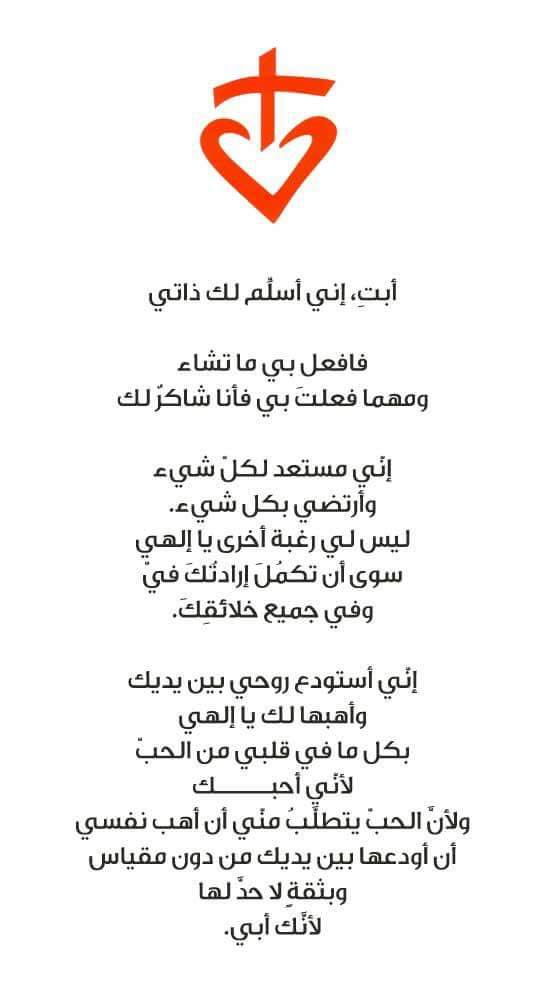 أبتِ، إني أسلِّم لك ذاتي
فافعل بي ما تشاء
ومهما فعلتَ بي فأنا شاكرٌ لك
إنّي مستعد لكلّ شيء
وأرتضي بكل شيء.
ليس لي رغبة أخرى يا إلهي
سوى أن تكمُلَ إرادتُكَ فيّ
وفي جميع خلائقِكَ.
إنّي أستودع روحي بين يديك
وأهبها لك يا إلهي
بكل ما في قلبي من الحبّ
لأنّي أحبـــــــك
ولأنَّ الحبّ يتطلّبُ منّي أن أهب نفسي
أن أودعها بين يديك من دون مقياس
وبثقةٍ لا حدَّ لها
لأنَّك أبي.